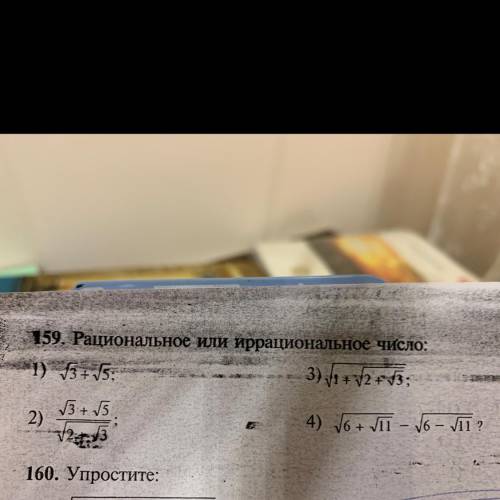 159. Рациональное или иррациональное число:
1) √3 + √5;
2) (√3 + √5)/√(2 + √3);
3) √(1 + √(2 + √3));
4) √(6 + √11) − √(6 − √11) ?
160. Упростите: